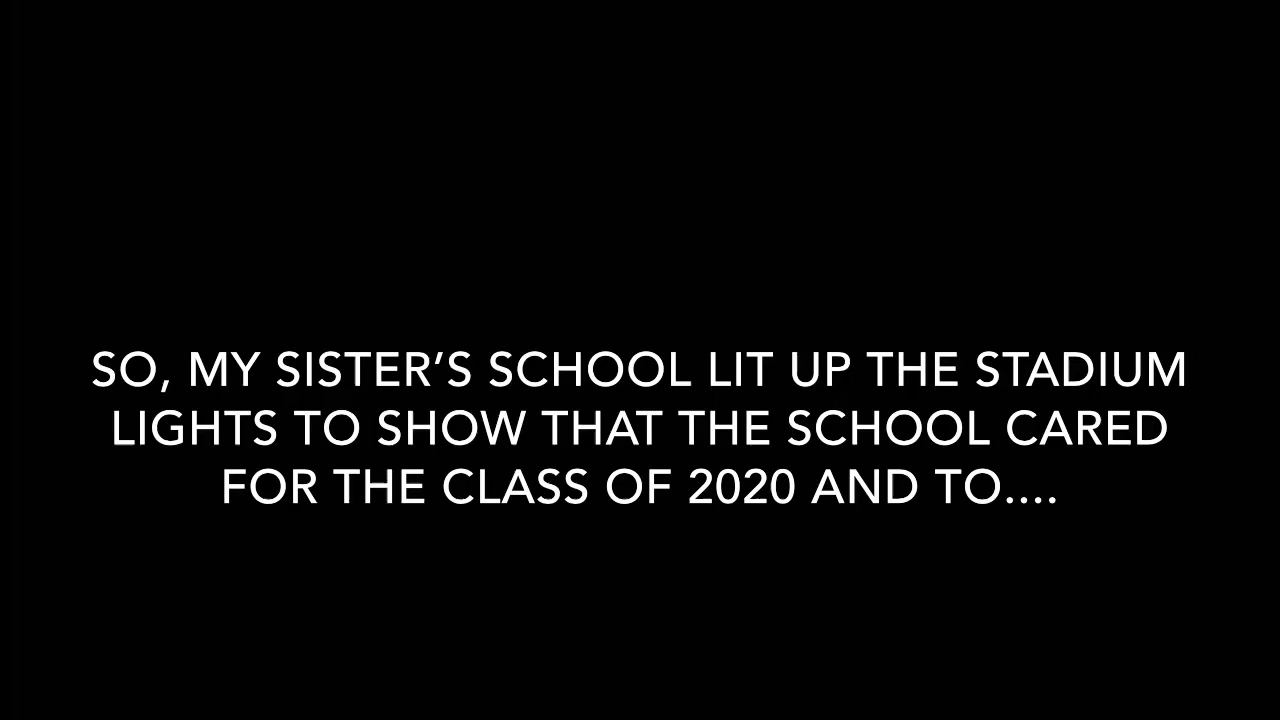 SO, MY SISTER’S SCHOOL LIT UP THE STADIUM
LIGHTS TO SHOW THAT THE SCHOOL CARED
FOR THE CLASS OF 2020 AND TO....